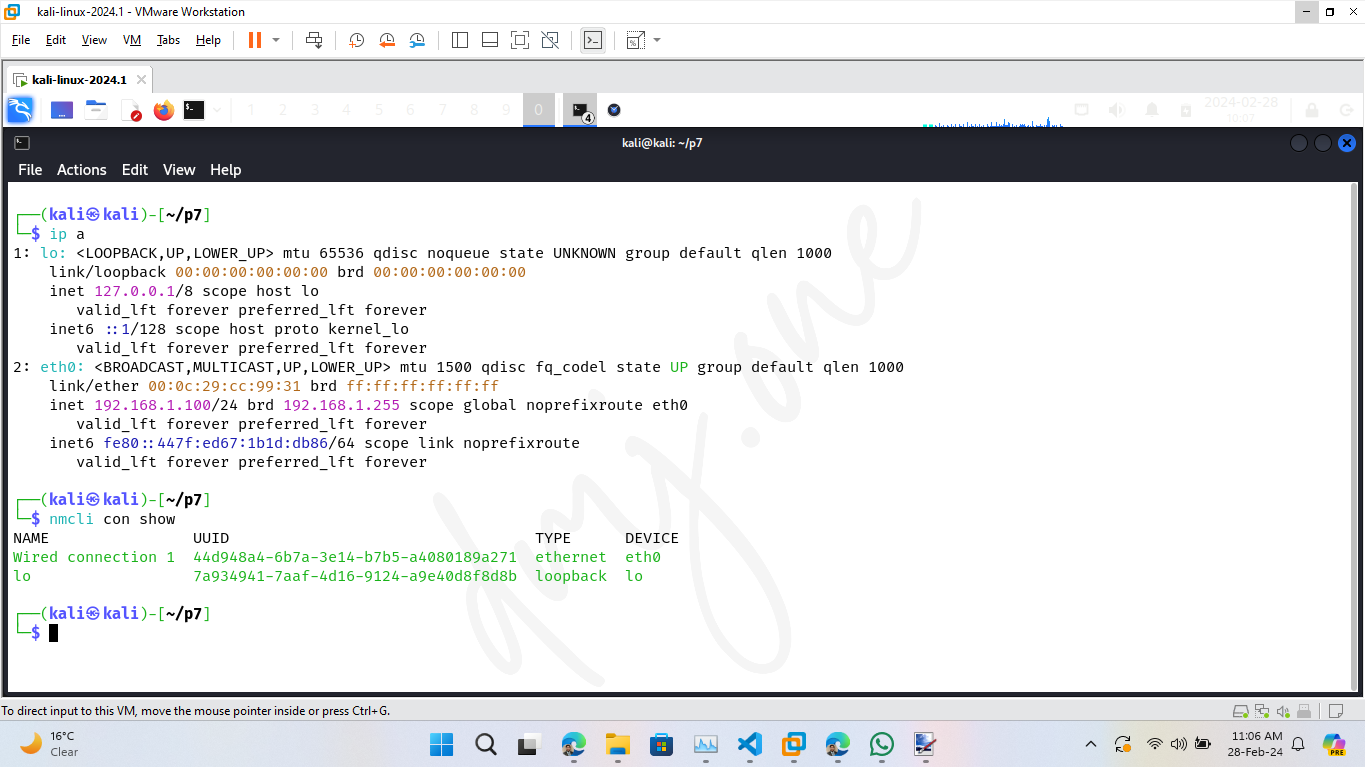 kali-linux-2024.1 - VMware Workstation
File Edit View VM Tabs Help
kali-linux-2024.1
1 2 3 4 5 6 7 8 9 0 4 2024-02-28
10:07
kali@kali: ~/p7
File Actions Edit View Help
┌──(kali㉿kali)-[~/p7]
└─$ ip a
1: lo: <LOOPBACK,UP,LOWER_UP> mtu 65536 qdisc noqueue state UNKNOWN group default qlen 1000
link/loopback 00:00:00:00:00:00 brd 00:00:00:00:00:00
inet 127.0.0.1/8 scope host lo
valid_lft forever preferred_lft forever
inet6 ::1/128 scope host proto kernel_lo
valid_lft forever preferred_lft forever
2: eth0: <BROADCAST,MULTICAST,UP,LOWER_UP> mtu 1500 qdisc fq_codel state UP group default qlen 1000
link/ether 00:0c:29:cc:99:31 brd ff:ff:ff:ff:ff:ff
inet 192.168.1.100/24 brd 192.168.1.255 scope global noprefixroute eth0
valid_lft forever preferred_lft forever
inet6 fe80::447f:ed67:1b1d:db86/64 scope link noprefixroute
valid_lft forever preferred_lft forever
┌──(kali㉿kali)-[~/p7]
└─$ nmcli con show
NAME UUID TYPE DEVICE
Wired connection 1 44d948a4-6b7a-3e14-b7b5-a4080189a271 ethernet eth0
lo 7a934941-7aaf-4d16-9124-a9e40d8f8d8b loopback lo
┌──(kali㉿kali)-[~/p7]
└─$
To direct input to this VM, move the mouse pointer inside or press Ctrl+G.
16°C
Clear
11:06 AM
28-Feb-24
PRE